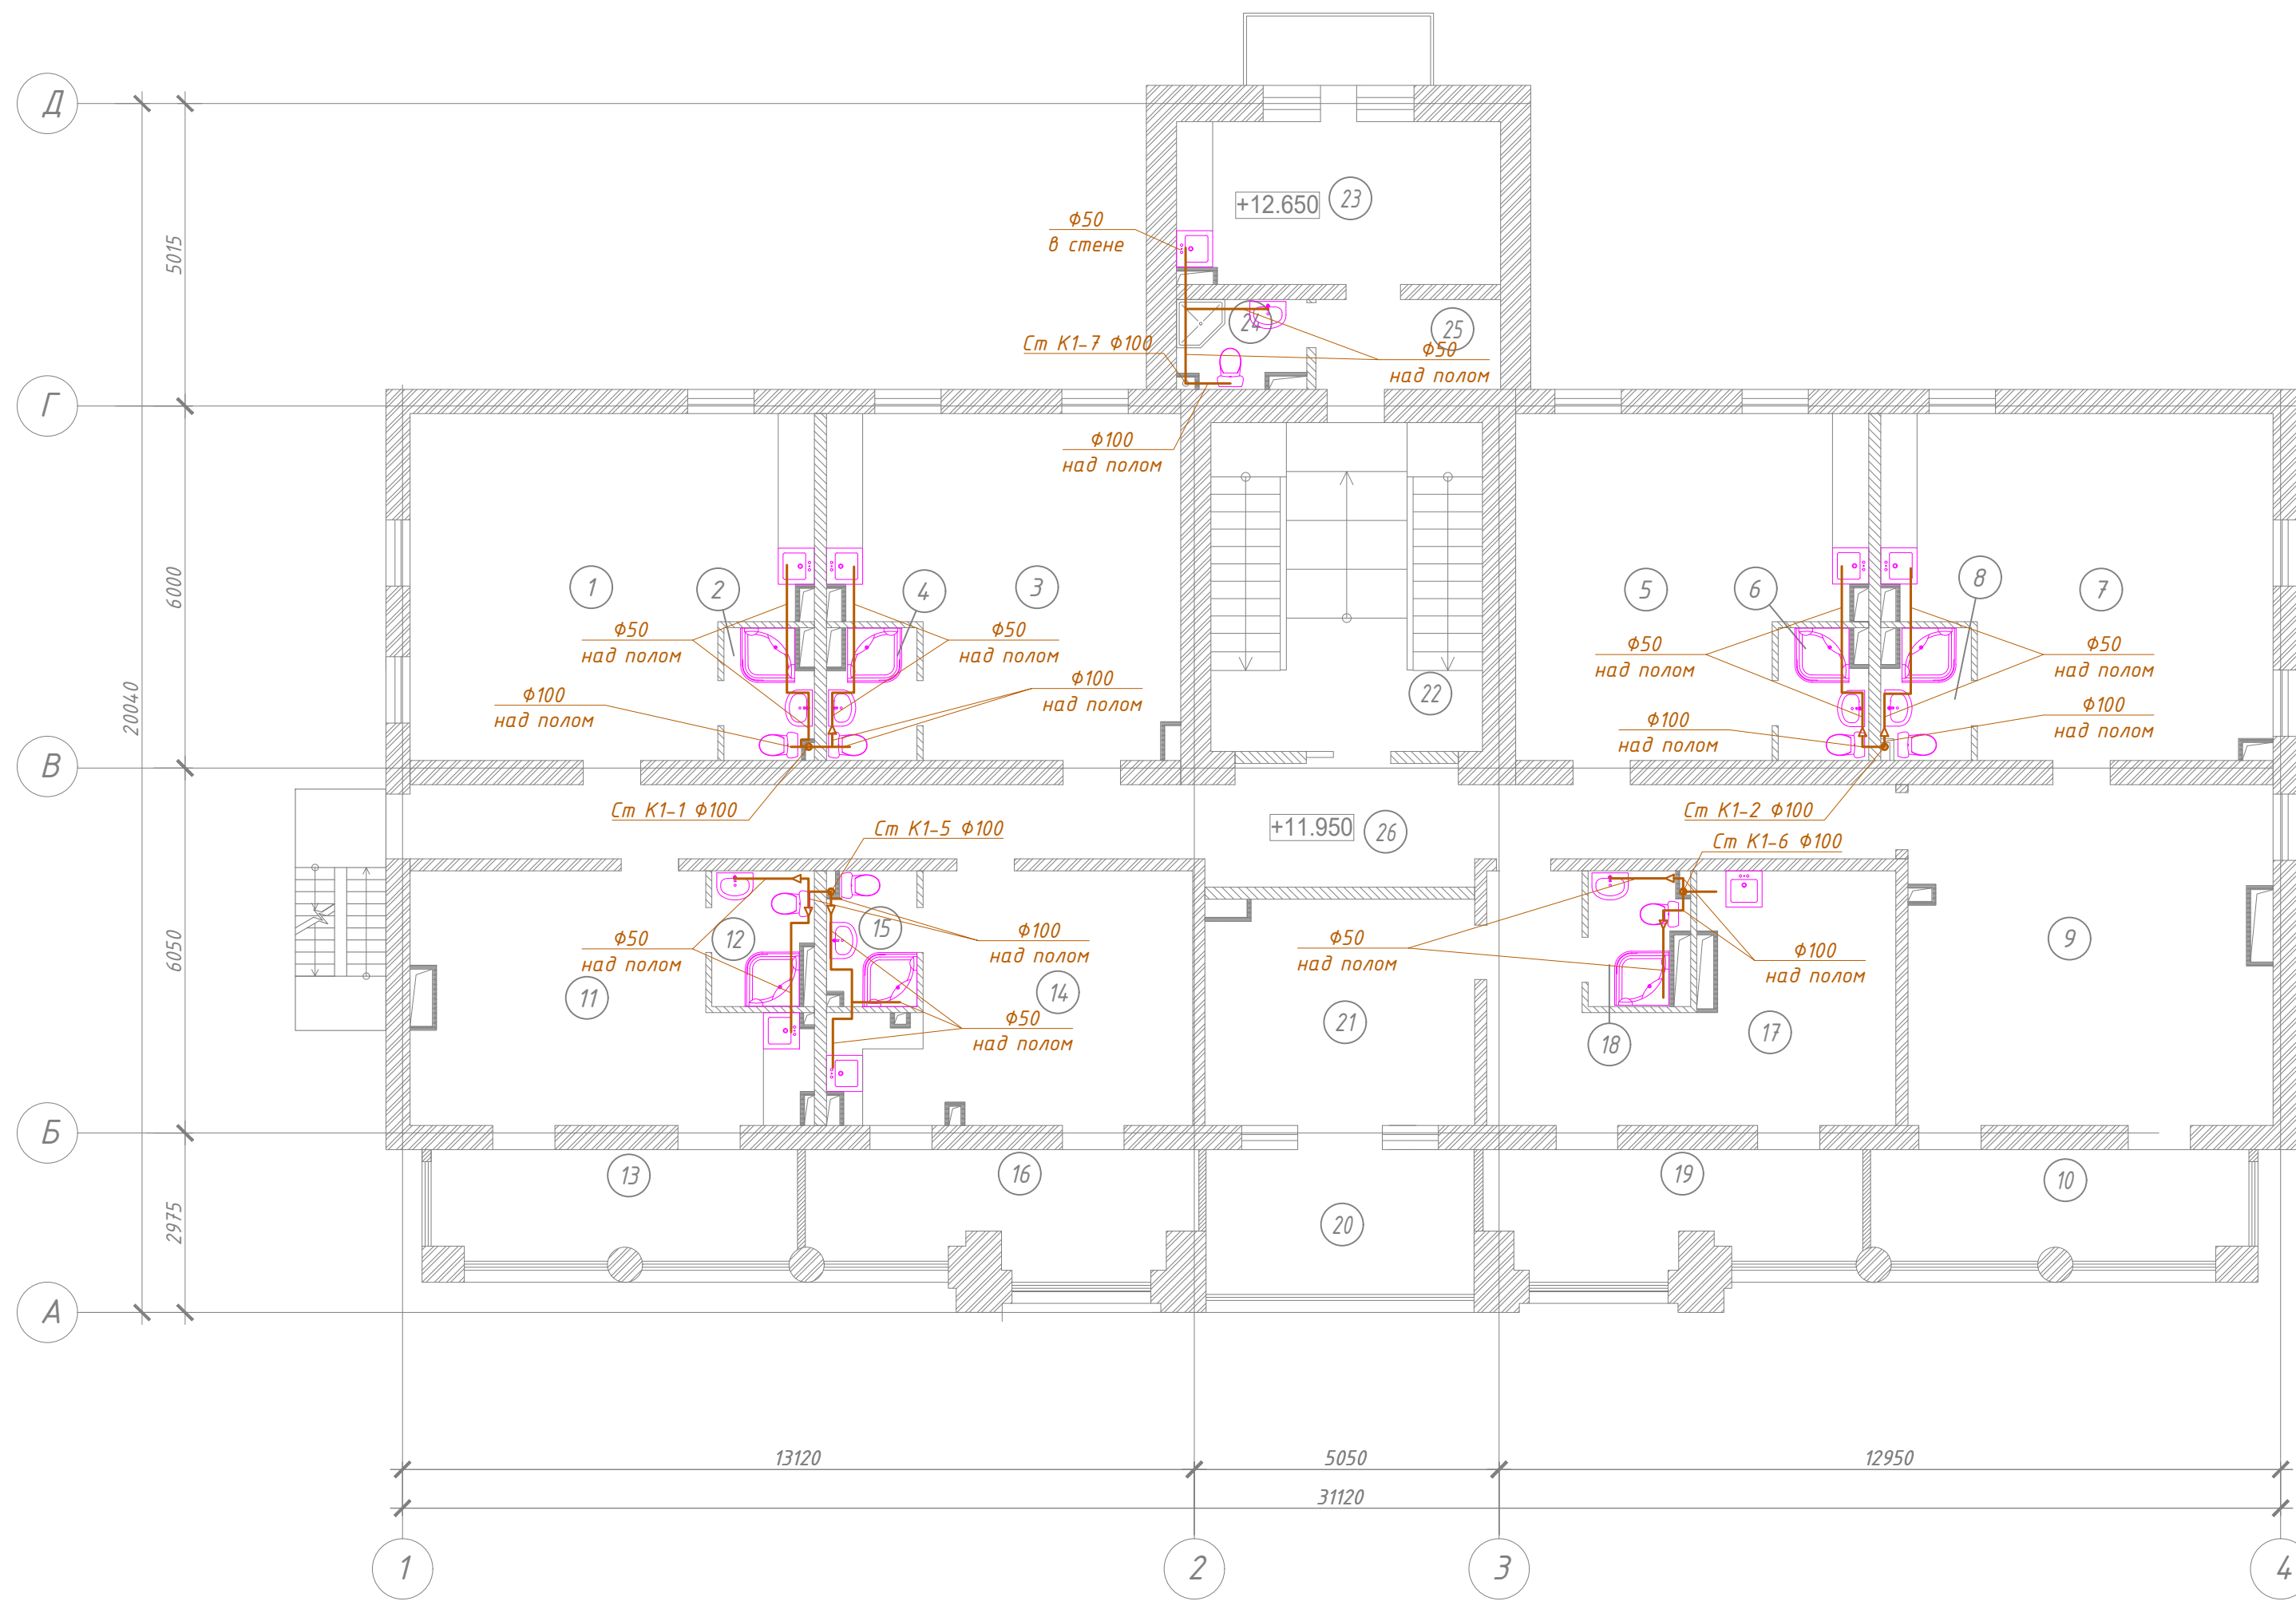 Д
5015
+12.650
23
Ф50
в стене
24
25
Ст К1-7 Ф100
Ф50
над полом
Г
Ф100
над полом
6000
1
2
4
3
5
6
8
7
Ф50
над полом
Ф50
над полом
Ф50
над полом
Ф50
над полом
20040
Ф100
над полом
Ф100
над полом
22
Ф100
над полом
Ф100
над полом
В
Ст К1-1 Ф100
Ст К1-5 Ф100
+11.950
26
Ст К1-2 Ф100
Ст К1-6 Ф100
6050
12
15
Ф50
над полом
Ф100
над полом
Ф50
над полом
Ф100
над полом
9
11
14
Ф50
над полом
21
18
17
Б
13
16
19
10
2975
20
А
13120
5050
12950
31120
1
2
3
4